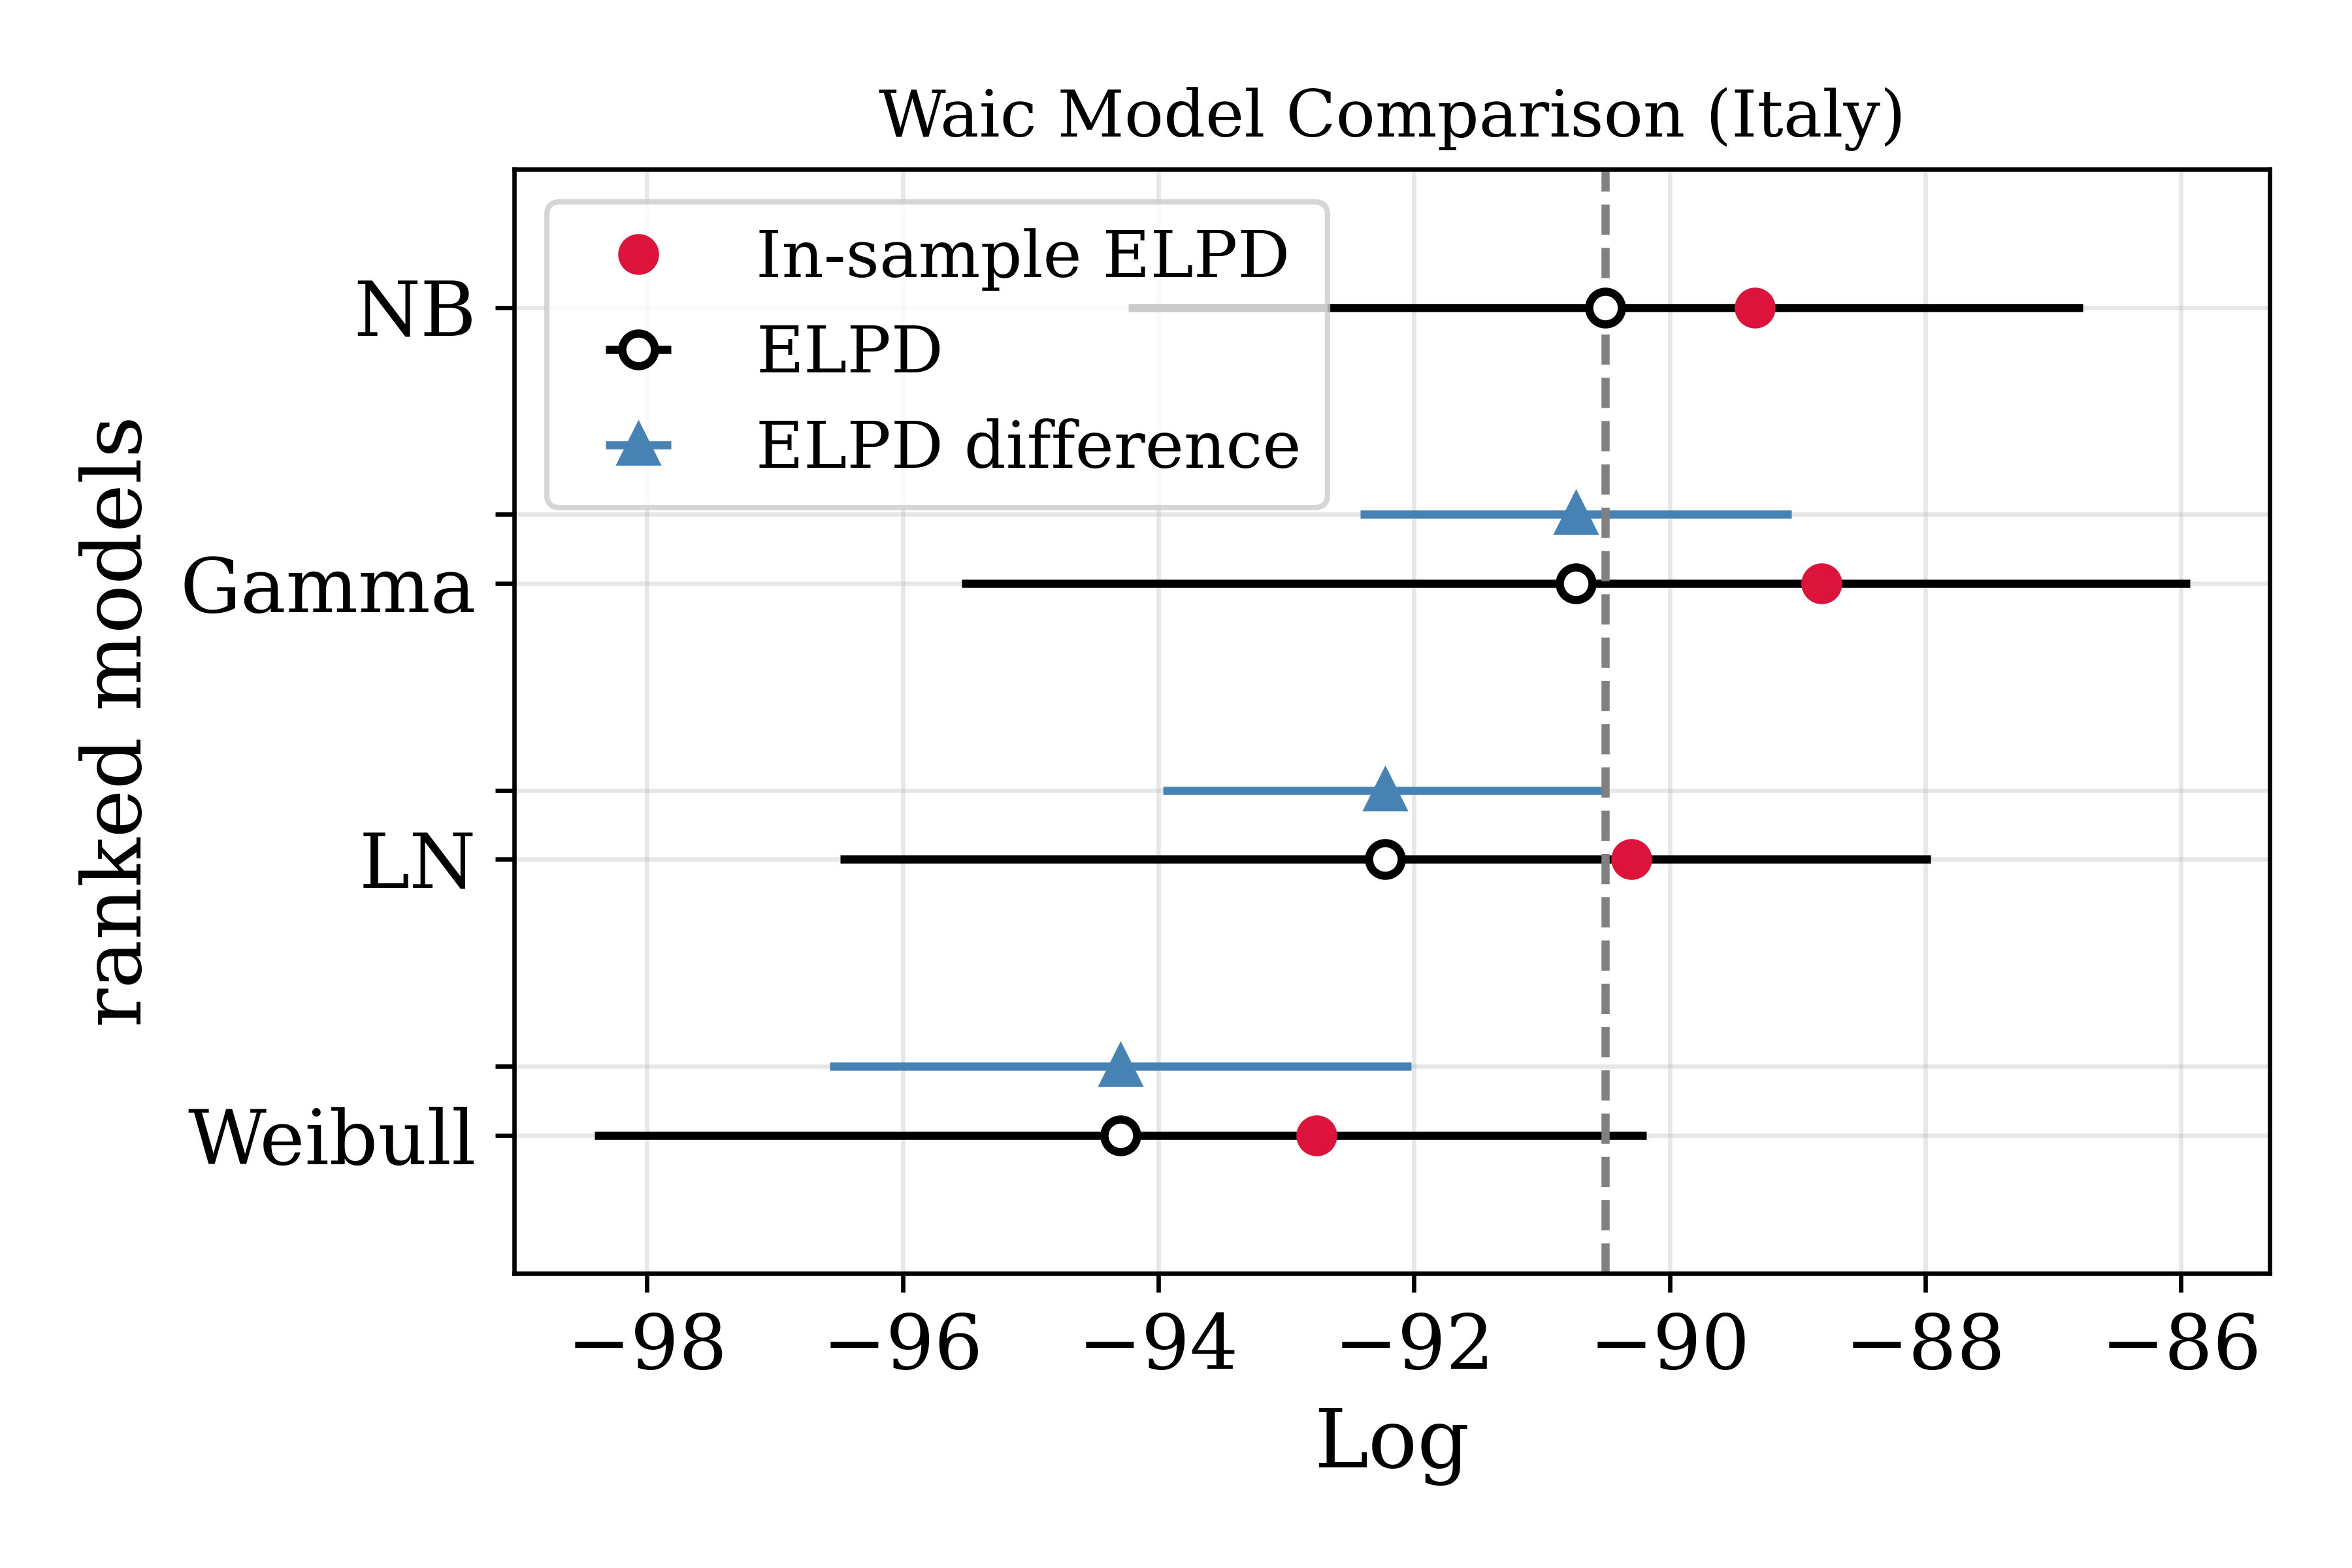 Waic Model Comparison (Italy)
In-sample ELPD
ELPD
ELPD difference
ranked models
NB
Gamma
LN
Weibull
−98 −96 −94 −92 −90 −88 −86
Log